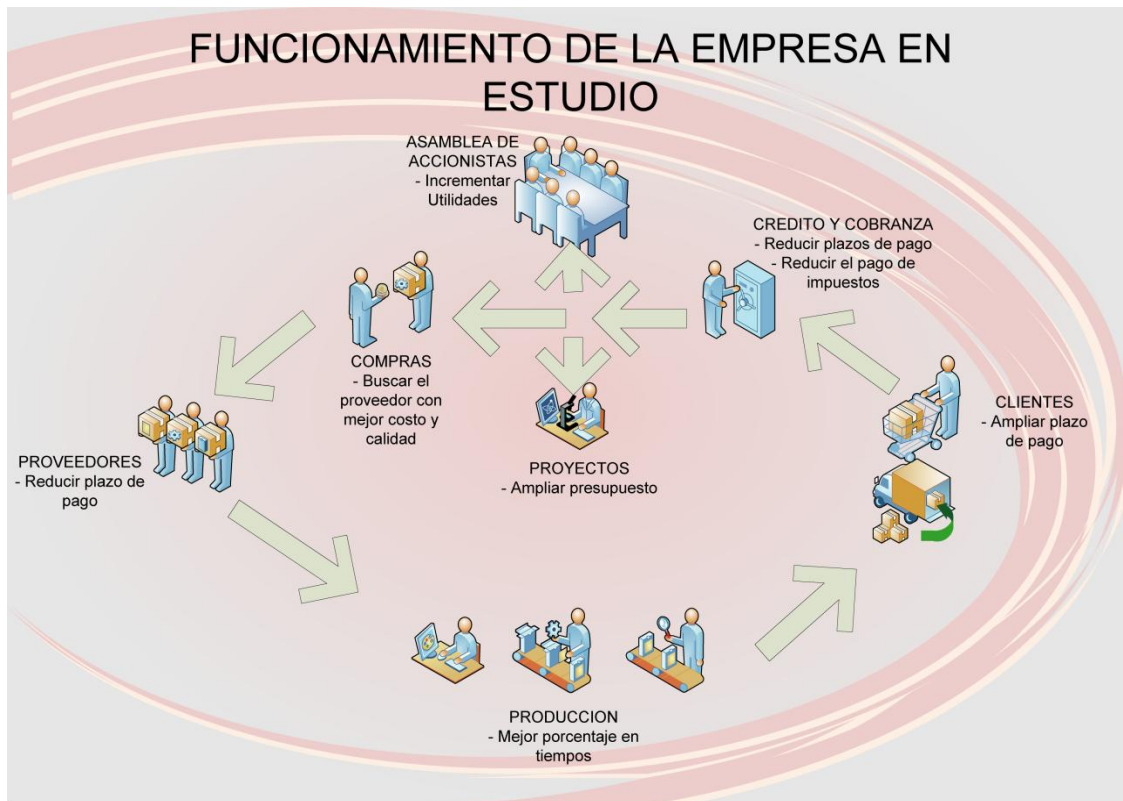 FUNCIONAMIENTO DE LA EMPRESA EN
ESTUDIO
ASAMBLEA DE
ACCIONISTAS
- Incrementar
Utilidades
CREDITO Y COBRANZA
- Reducir plazos de pago
- Reducir el pago de
impuestos
COMPRAS
- Buscar el
proveedor con
mejor costo y
calidad
CLIENTES
- Ampliar plazo
de pago
PROVEEDORES
- Reducir plazo de
pago
PROYECTOS
- Ampliar presupuesto
PRODUCCION
- Mejor porcentaje en
tiempos